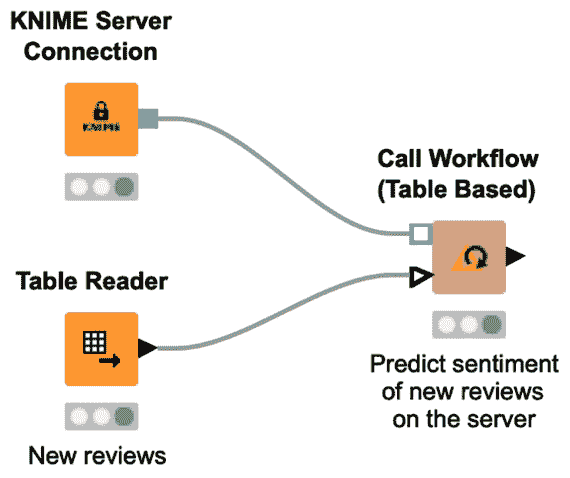 KNIME Server
Connection
KNIME
Call Workflow
(Table Based)
Table Reader
Predict sentiment
of new reviews
on the server
New reviews